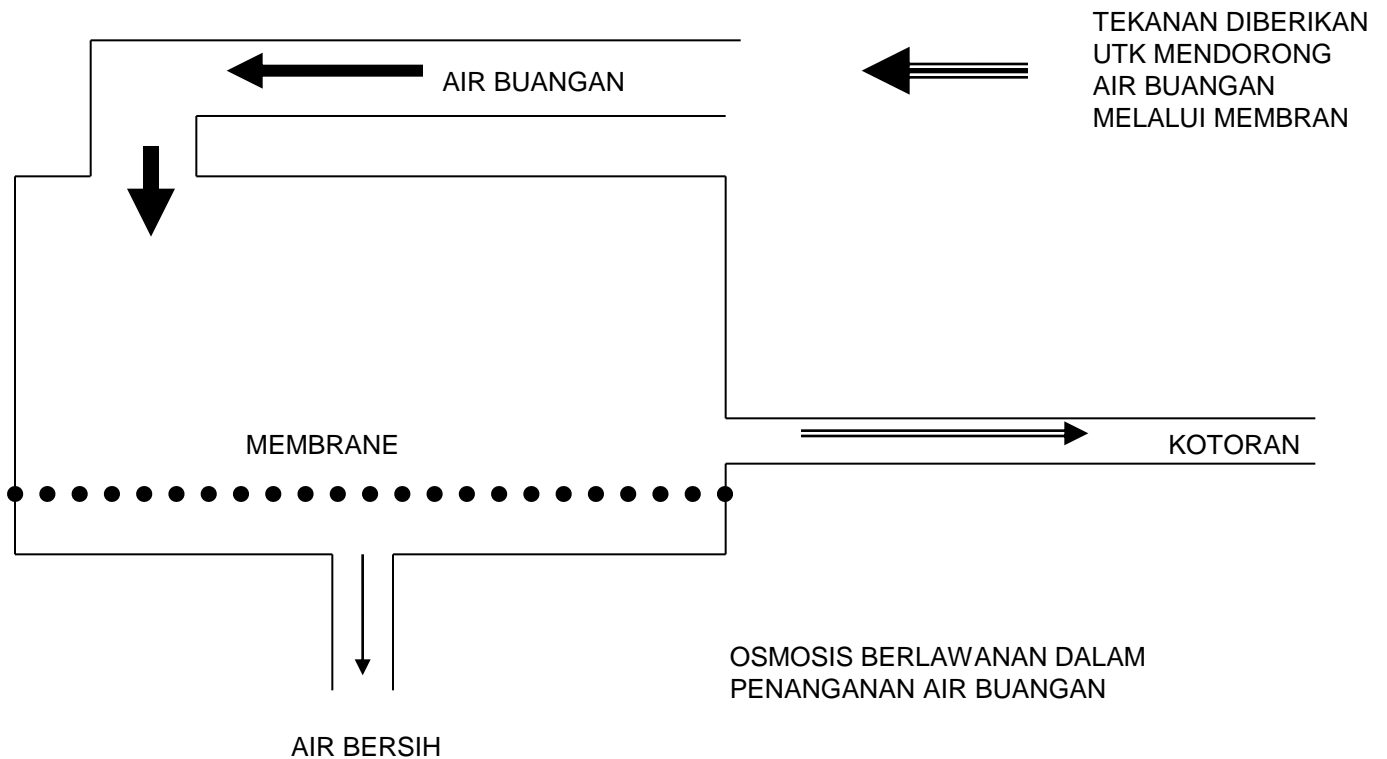 TEKANAN DIBERIKAN
UTK MENDORONG
AIR BUANGAN
MELALUI MEMBRAN
AIR BUANGAN
MEMBRANE
KOTORAN
OSMOSIS BERLAWANAN DALAM
PENANGANAN AIR BUANGAN
AIR BERSIH